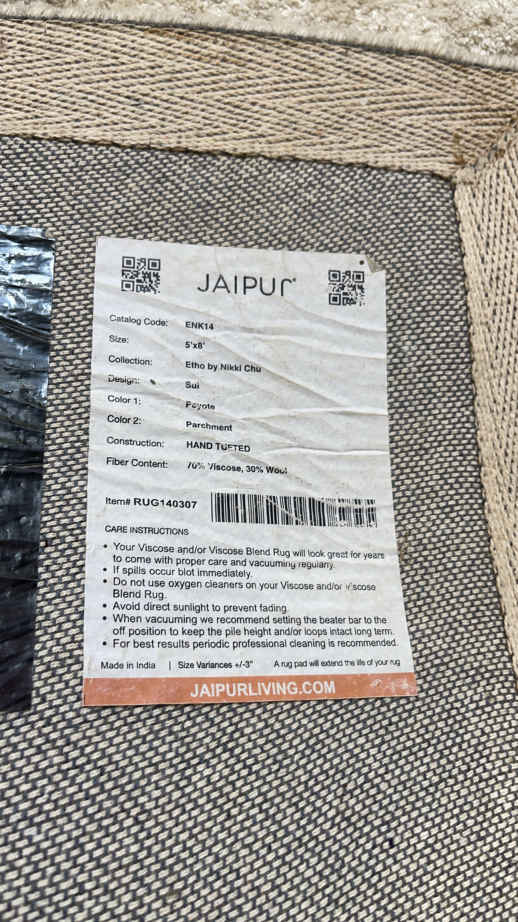 JAIPUR
Catalog Code: ENK14
Size: 5'x8'
Collection: Etho by Nikki Chu
Design: Sui
Color 1: Peyote
Color 2: Parchment
Construction: HAND TUFTED
Fiber Content: 70% Viscose, 30% Wool
Item# RUG140307
CARE INSTRUCTIONS
• Your Viscose and/or Viscose Blend Rug will look great for years
to come with proper care and vacuuming regularly.
• If spills occur blot immediately.
• Do not use oxygen cleaners on your Viscose and/or Viscose
Blend Rug.
• Avoid direct sunlight to prevent fading.
• When vacuuming we recommend setting the beater bar to the
off position to keep the pile height and/or loops intact long term.
• For best results periodic professional cleaning is recommended.
Made in India | Size Variances +/-3" A rug pad will extend the life of your rug
JAIPURLIVING.COM